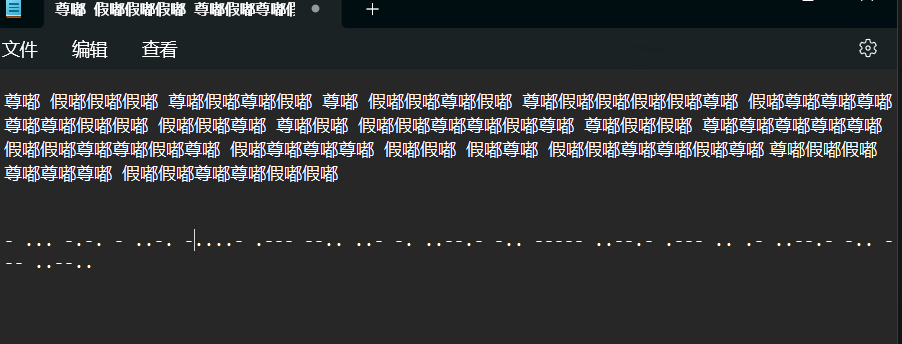 尊嘟 假嘟假嘟假嘟 尊嘟假嘟尊嘟假
文件 编辑 查看
尊嘟 假嘟假嘟假嘟 尊嘟假嘟尊嘟假嘟 尊嘟 假嘟假嘟尊嘟假嘟 尊嘟假嘟假嘟假嘟假嘟尊嘟 假嘟尊嘟尊嘟尊嘟
尊嘟尊嘟假嘟假嘟 假嘟假嘟尊嘟 尊嘟假嘟 假嘟假嘟尊嘟尊嘟假嘟尊嘟 尊嘟假嘟假嘟 尊嘟尊嘟尊嘟尊嘟尊嘟
假嘟假嘟尊嘟尊嘟假嘟尊嘟 假嘟尊嘟尊嘟尊嘟 假嘟假嘟 假嘟尊嘟 假嘟假嘟尊嘟尊嘟假嘟尊嘟 尊嘟假嘟假嘟
尊嘟尊嘟尊嘟 假嘟假嘟尊嘟尊嘟假嘟假嘟
- ... -.-. - ..-. -....- .--- --.. ..- -. ..--.- -.. ----- ..--.- .--- .. .- ..--.- -.. -
-- ..--..